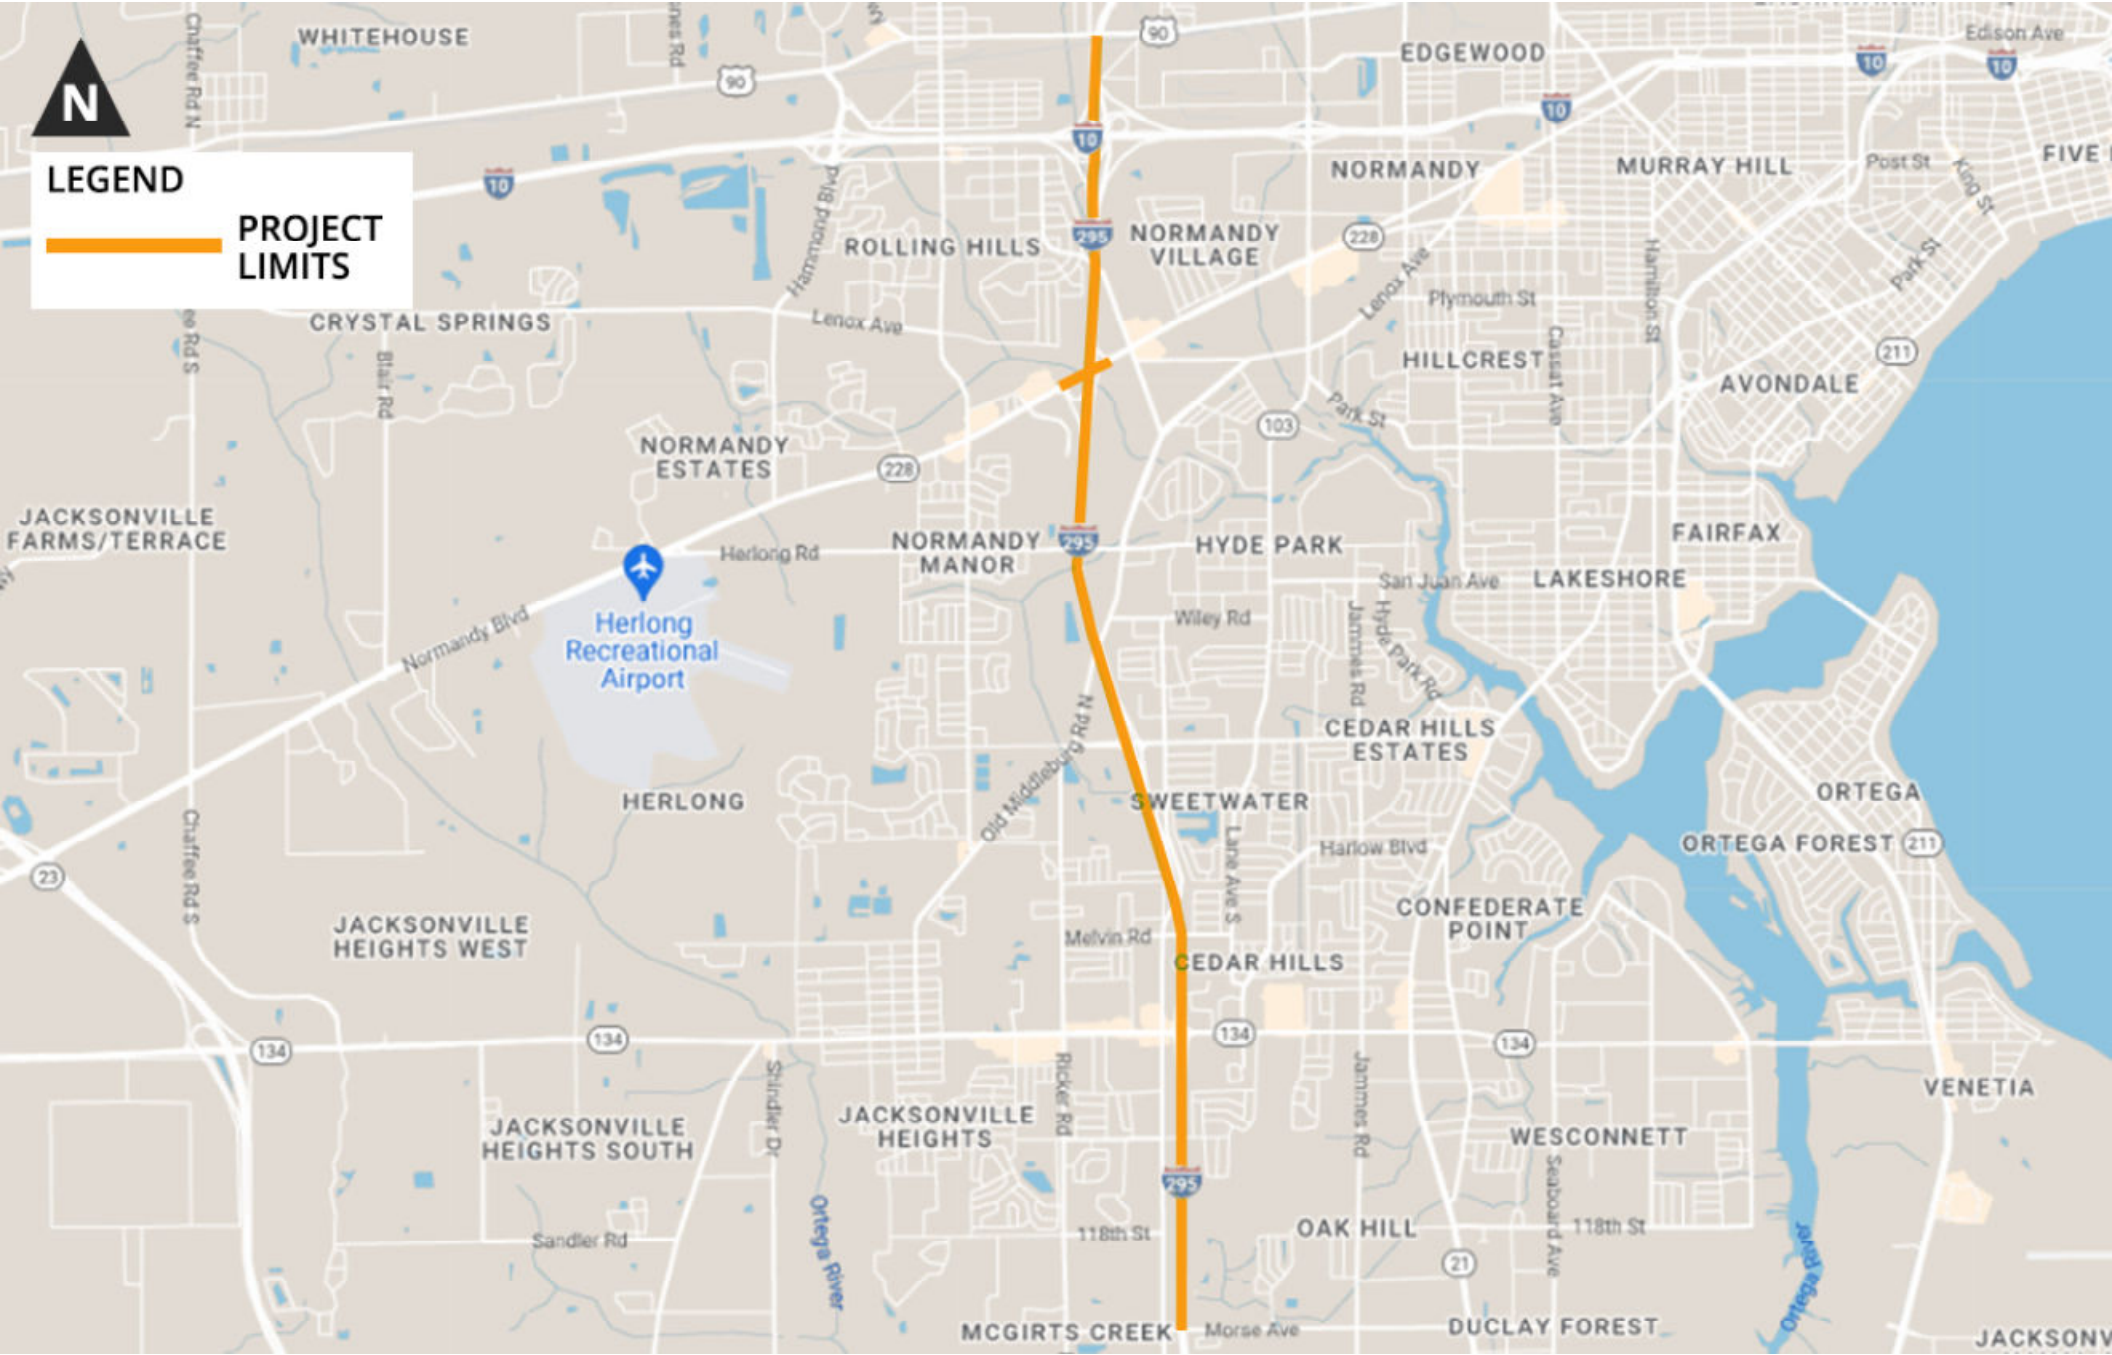 WHITEHOUSE
90
EDGEWOOD
Edison Ave
10
10
90
10
Chaffee Rd N
N
10
LEGEND
PROJECT
LIMITS
10
NORMANDY
MURRAY HILL
Post St
King St
FIVE
Hammond Blvd
ROLLING HILLS
295
NORMANDY
VILLAGE
228
Lenox Ave
Park St
Hamilton St
Plymouth St
CRYSTAL SPRINGS
Lenox Ave
Blair Rd
HILLCREST
Cassat Ave
211
AVONDALE
Park St
103
NORMANDY
ESTATES
228
JACKSONVILLE
FARMS/TERRACE
Herlong Rd
NORMANDY
MANOR
295
HYDE PARK
FAIRFAX
San Juan Ave
LAKESHORE
Herlong
Recreational
Airport
Normandy Blvd
Wiley Rd
Jammes Rd
Hyde Park Rd
Old Middleburg Rd N
CEDAR HILLS
ESTATES
HERLONG
SWEETWATER
ORTEGA
Chaffee Rd S
Lane Ave S
Harlow Blvd
ORTEGA FOREST
211
23
JACKSONVILLE
HEIGHTS WEST
CONFEDERATE
POINT
Melvin Rd
CEDAR HILLS
134
134
134
134
Shindler Dr
Ricker Rd
Jammes Rd
VENETIA
JACKSONVILLE
HEIGHTS SOUTH
JACKSONVILLE
HEIGHTS
WESCONNETT
295
Seaboard Ave
Ortega River
118th St
OAK HILL
118th St
Sandler Rd
21
Ortega River
MCGIRTS CREEK
Morse Ave
DUCLAY FOREST
JACKSONV